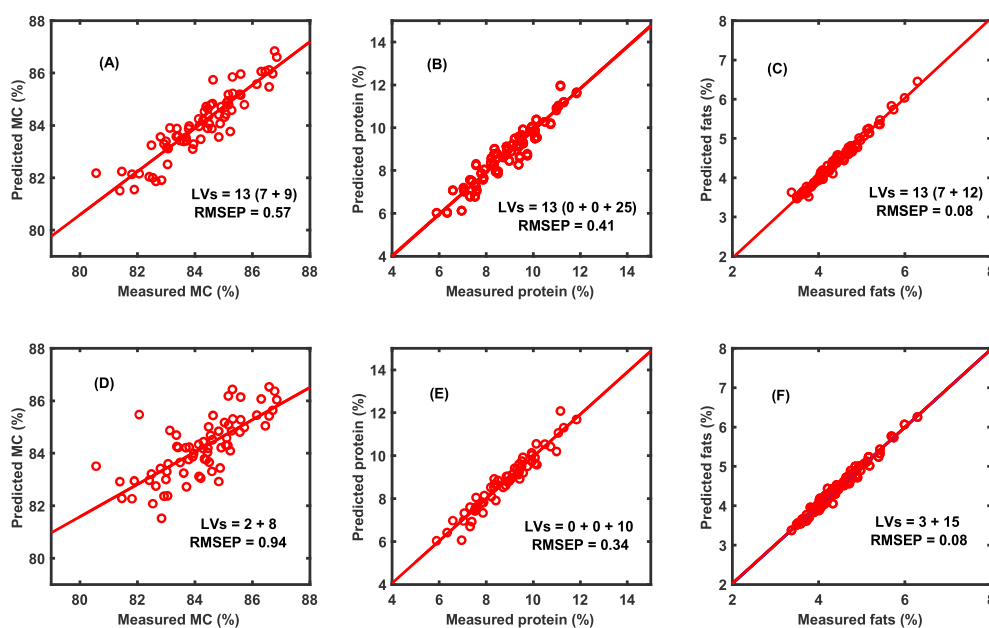 88
86
84
82
80
Predicted MC (%)
(A)
LVs = 13 (7 + 9)
RMSEP = 0.57
80
82
84
86
88
Measured MC (%)
14
12
10
8
6
4
Predicted protein (%)
(B)
LVs = 13 (0 + 0 + 25)
RMSEP = 0.41
4
6
8
10
12
14
Measured protein (%)
8
7
6
5
4
3
2
Predicted fats (%)
(C)
LVs = 13 (7 + 12)
RMSEP = 0.08
2
4
6
8
Measured fats (%)
88
86
84
82
80
Predicted MC (%)
(D)
LVs = 2 + 8
RMSEP = 0.94
80
82
84
86
88
Measured MC (%)
14
12
10
8
6
4
Predicted protein (%)
(E)
LVs = 0 + 0 + 10
RMSEP = 0.34
4
6
8
10
12
14
Measured protein (%)
8
7
6
5
4
3
2
Predicted fats (%)
(F)
LVs = 3 + 15
RMSEP = 0.08
2
4
6
8
Measured fats (%)